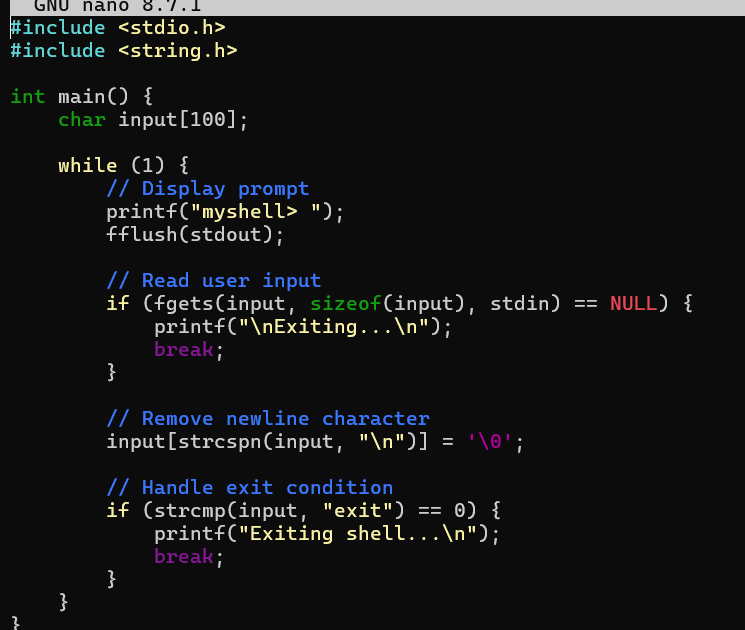 GNU nano 8.7.1
#include <stdio.h>
#include <string.h>

int main() {
    char input[100];

    while (1) {
        // Display prompt
        printf("myshell> ");
        fflush(stdout);

        // Read user input
        if (fgets(input, sizeof(input), stdin) == NULL) {
            printf("\nExiting...\n");
            break;
        }

        // Remove newline character
        input[strcspn(input, "\n")] = '\0';

        // Handle exit condition
        if (strcmp(input, "exit") == 0) {
            printf("Exiting shell...\n");
            break;
        }
    }
}